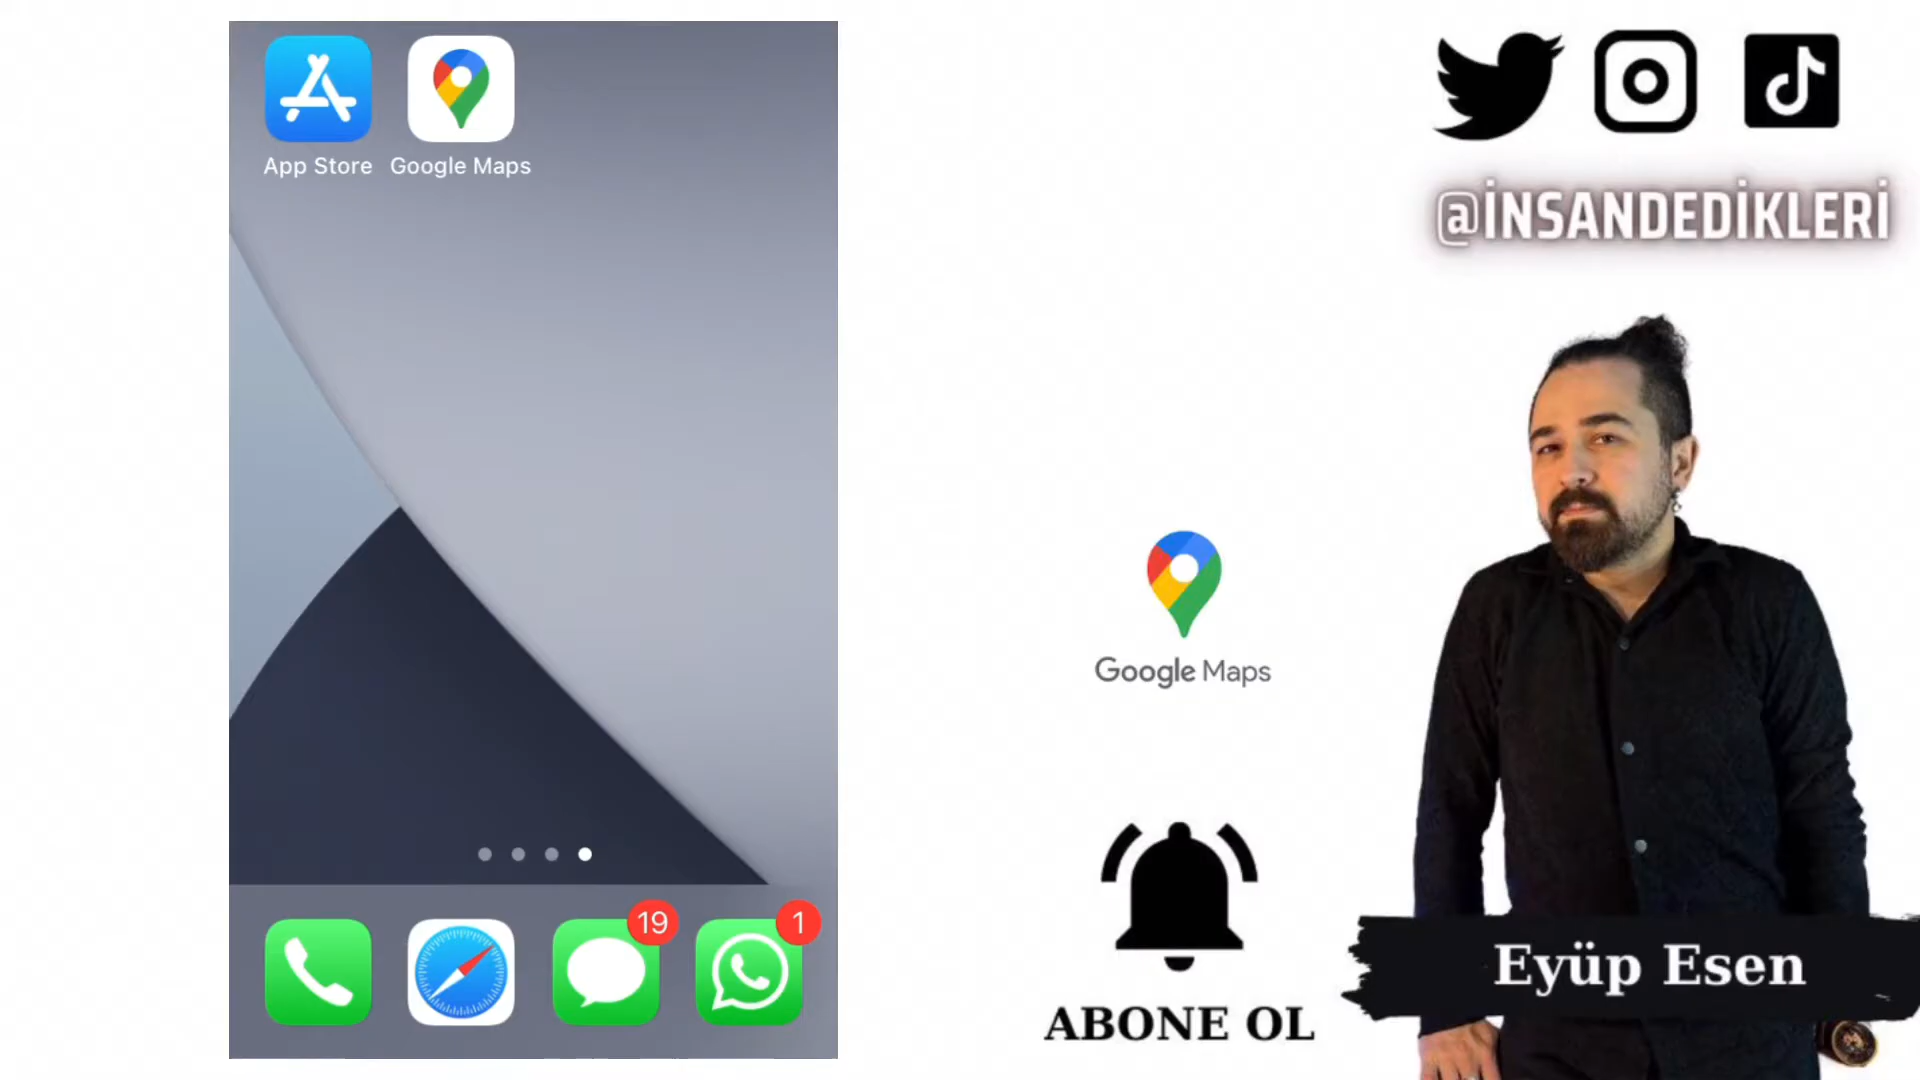 App Store Google Maps
19
1
Google Maps
ABONE OL
@İNSANDEDİKLERİ
Eyüp Esen